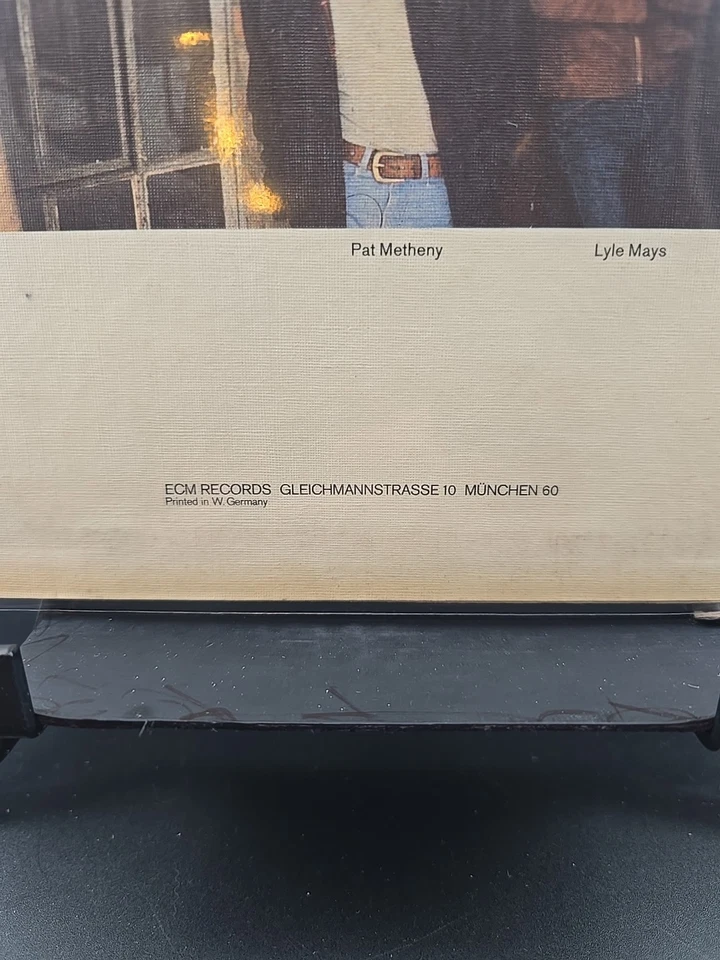 Pat Metheny Lyle Mays
ECM RECORDS GLEICHMANNSTRASSE 10 MÜNCHEN 60
Printed in W. Germany